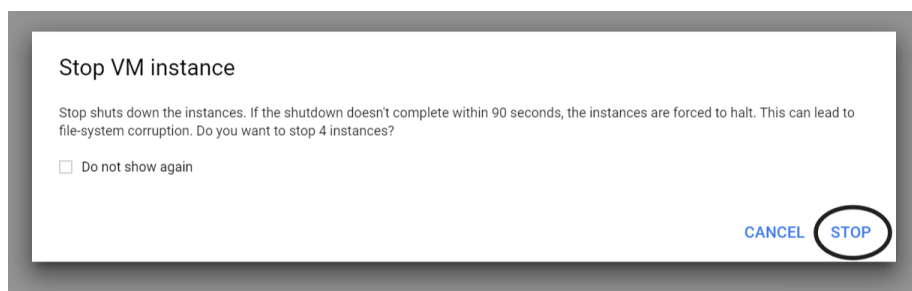 Stop VM instance
Stop shuts down the instances. If the shutdown doesn't complete within 90 seconds, the instances are forced to halt. This can lead to
file-system corruption. Do you want to stop 4 instances?
Do not show again
CANCEL STOP